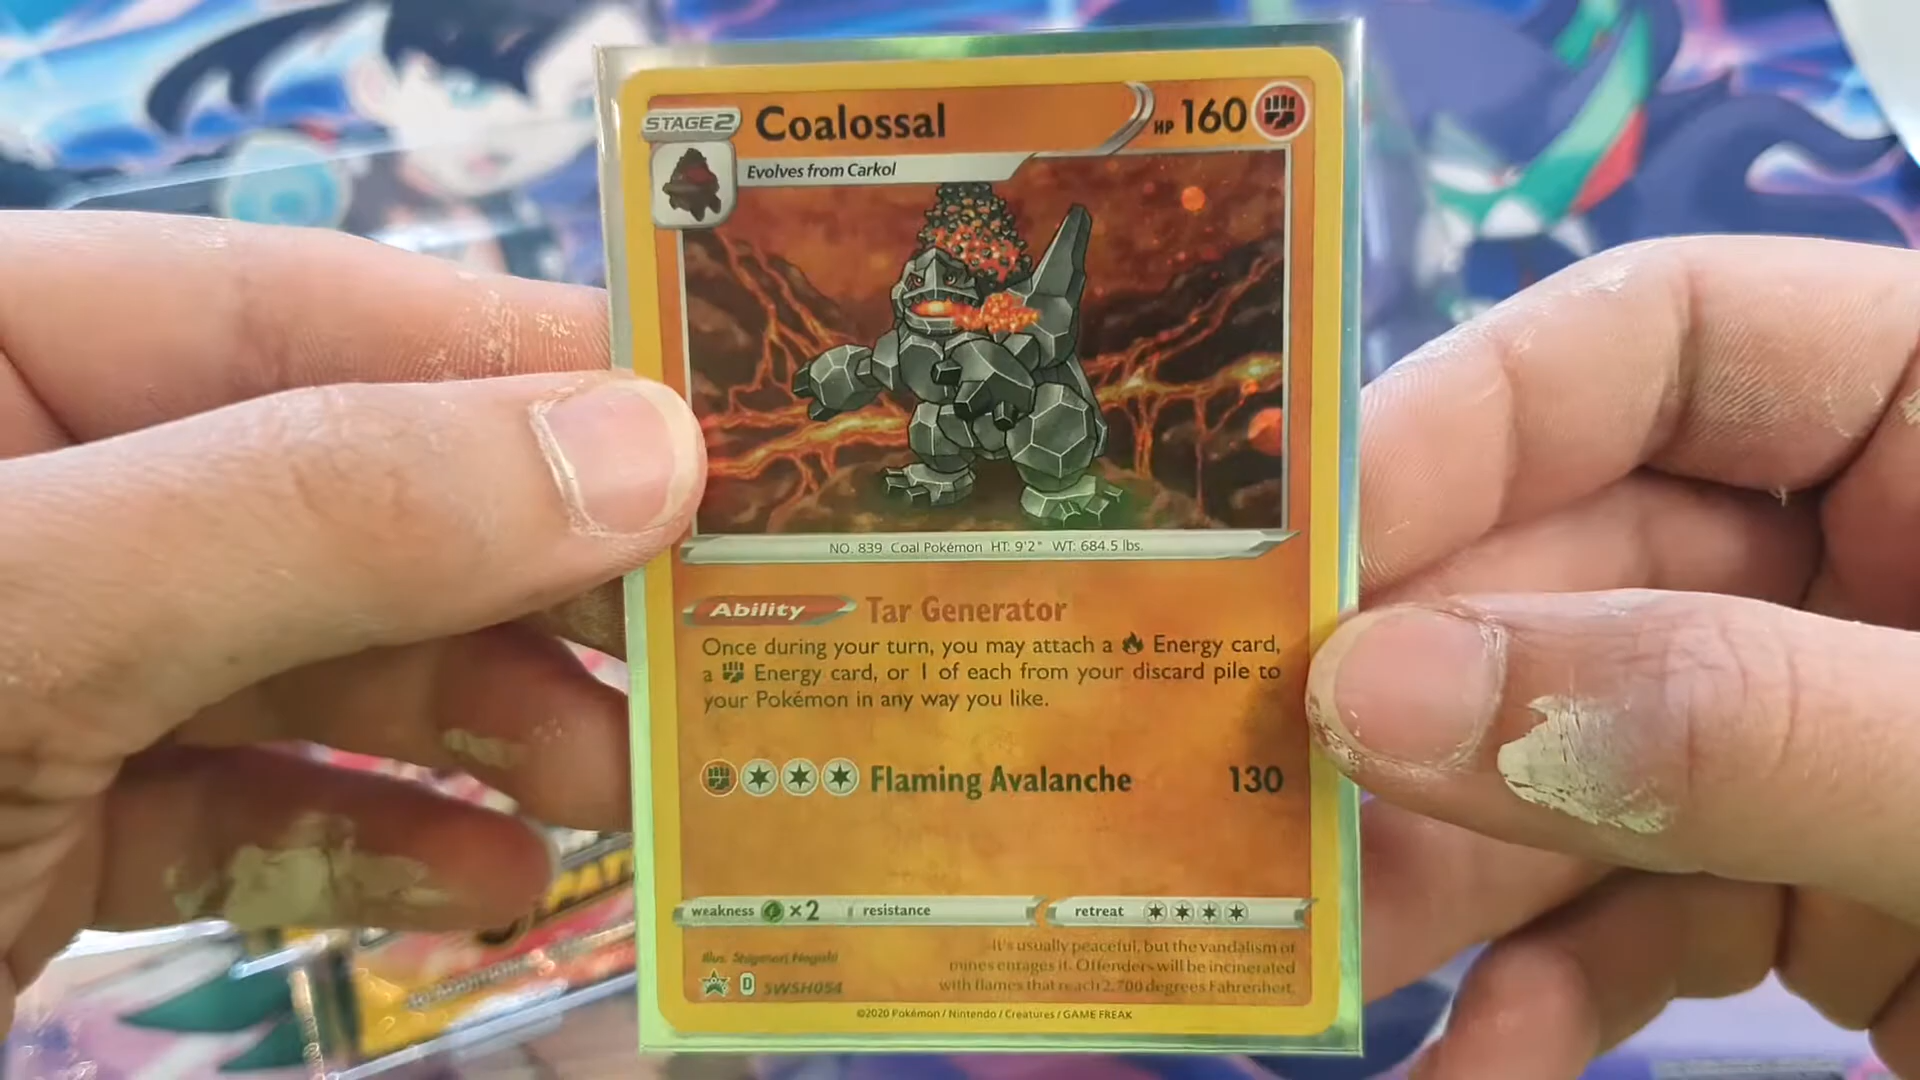 STAGE2 Coalossal HP 160
Evolves from Carkol
NO. 839 Coal Pokémon HT: 9'2" WT: 684.5 lbs.
Ability Tar Generator
Once during your turn, you may attach a Energy card,
a Energy card, or 1 of each from your discard pile to
your Pokémon in any way you like.
Flaming Avalanche 130
weakness ×2 resistance retreat
Illus. Shigenori Negishi
It's usually peaceful, but the vandalism of
mines enrages it. Offenders will be incinerated
with flames that reach 2,700 degrees Fahrenheit.
D SWSH054
©2020 Pokémon / Nintendo / Creatures / GAME FREAK